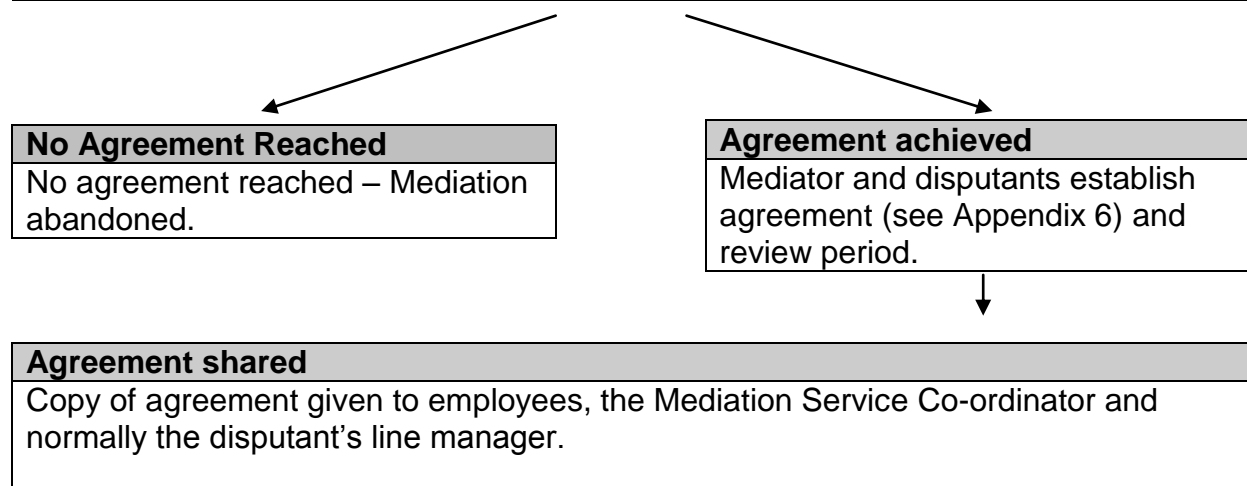 No Agreement Reached
No agreement reached – Mediation
abandoned.
Agreement achieved
Mediator and disputants establish
agreement (see Appendix 6) and
review period.
Agreement shared
Copy of agreement given to employees, the Mediation Service Co-ordinator and
normally the disputant’s line manager.